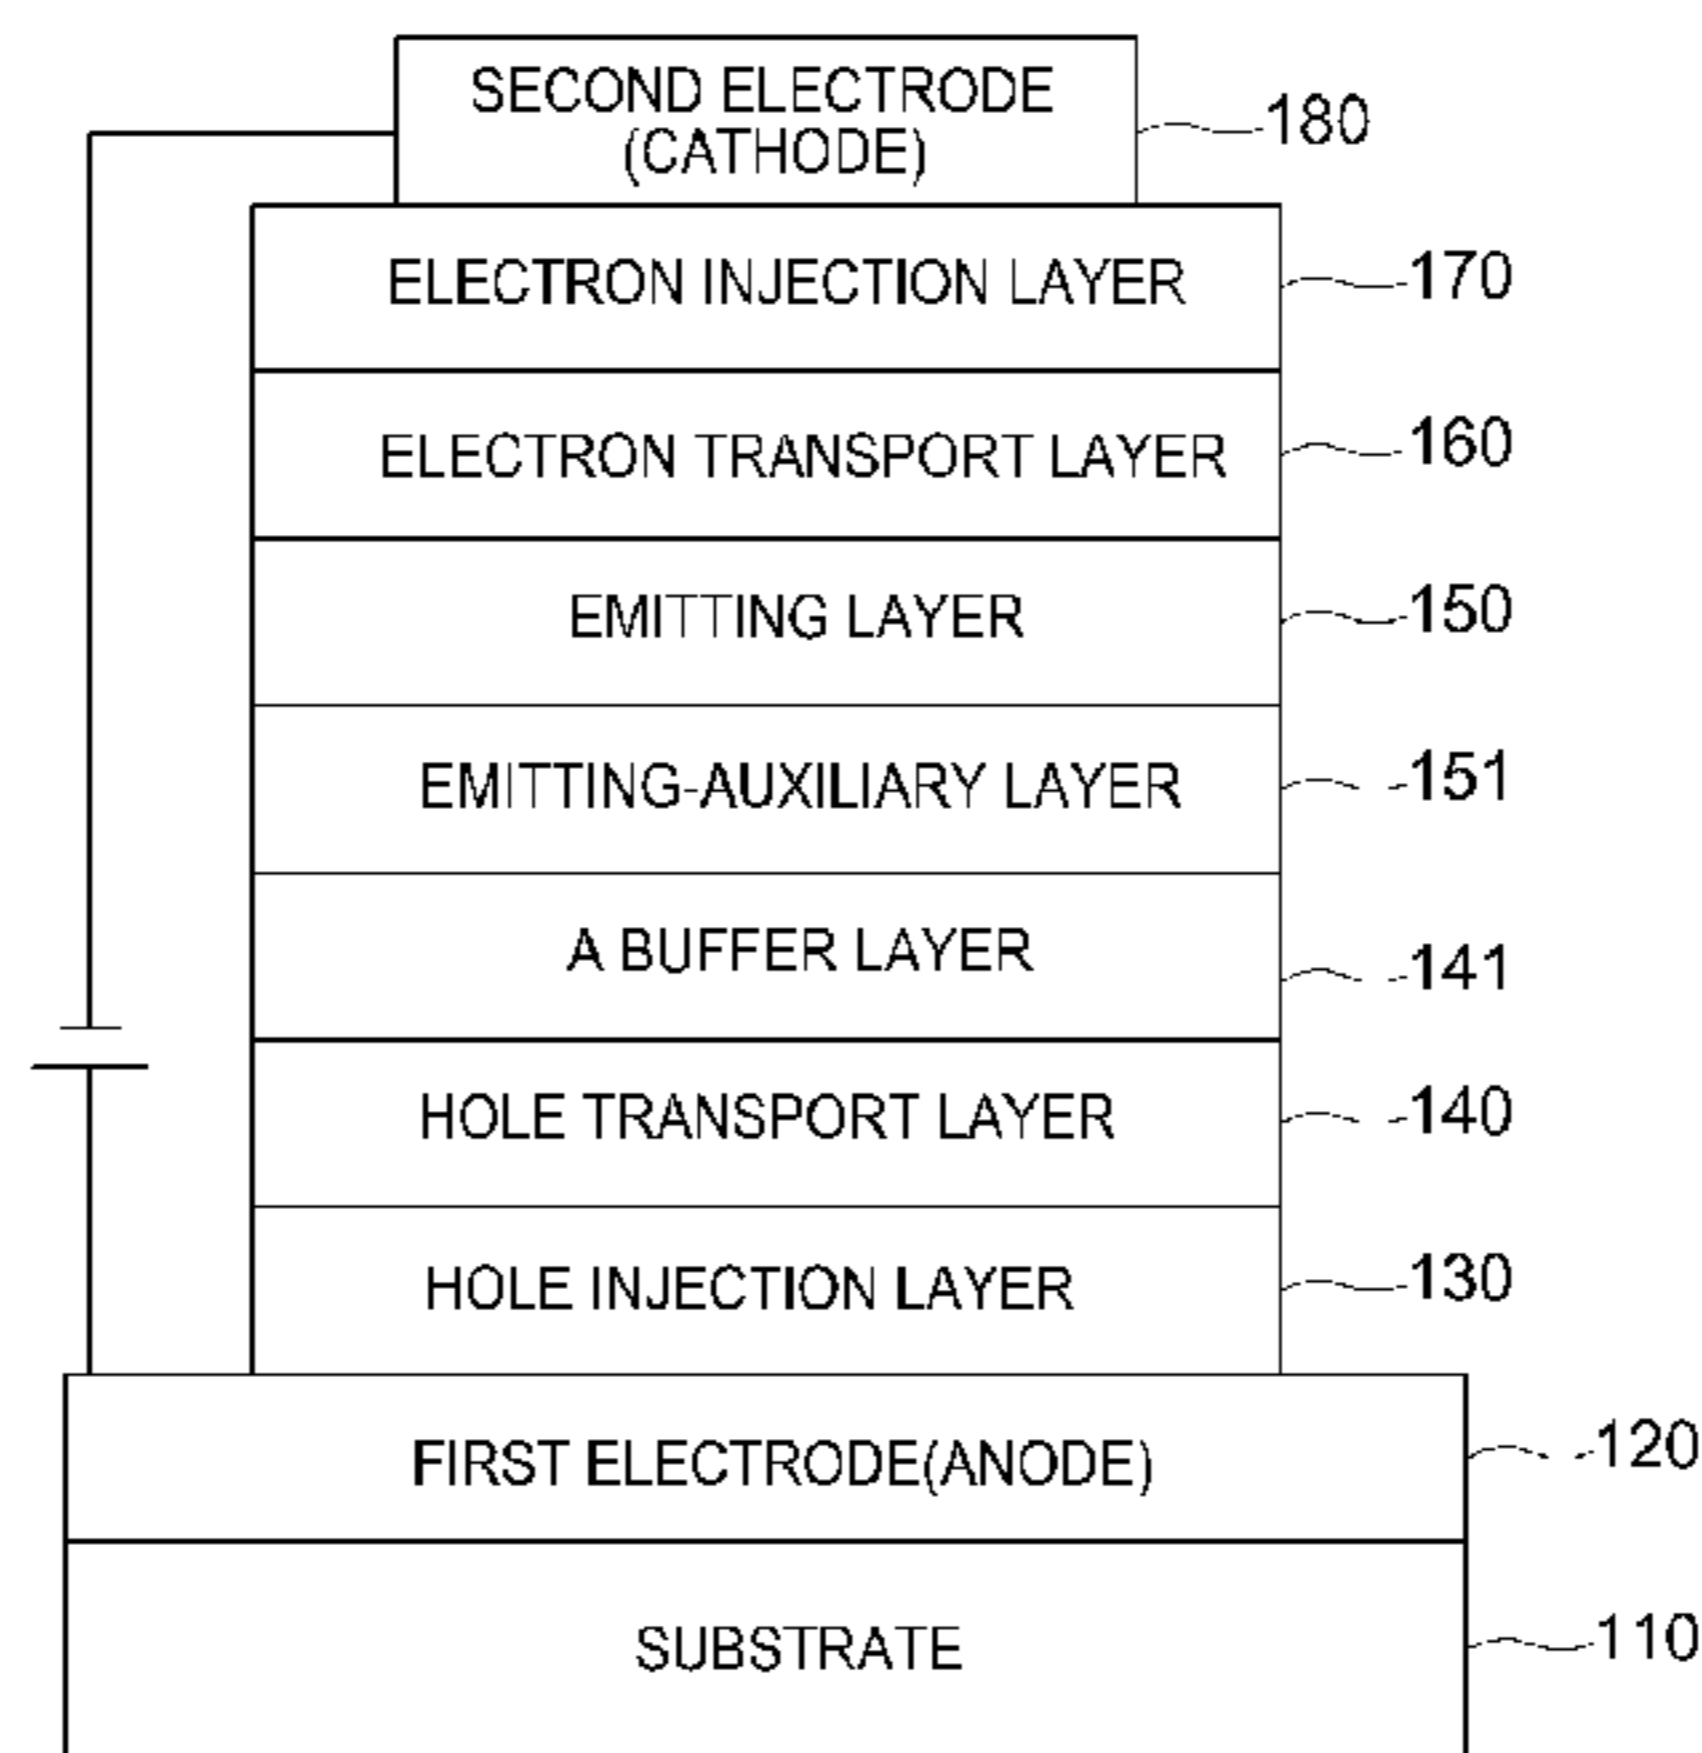 SECOND ELECTRODE
(CATHODE)
180
ELECTRON INJECTION LAYER
170
ELECTRON TRANSPORT LAYER
160
EMITTING LAYER
150
EMITTING-AUXILIARY LAYER
151
A BUFFER LAYER
141
HOLE TRANSPORT LAYER
140
HOLE INJECTION LAYER
130
FIRST ELECTRODE(ANODE)
120
SUBSTRATE
110